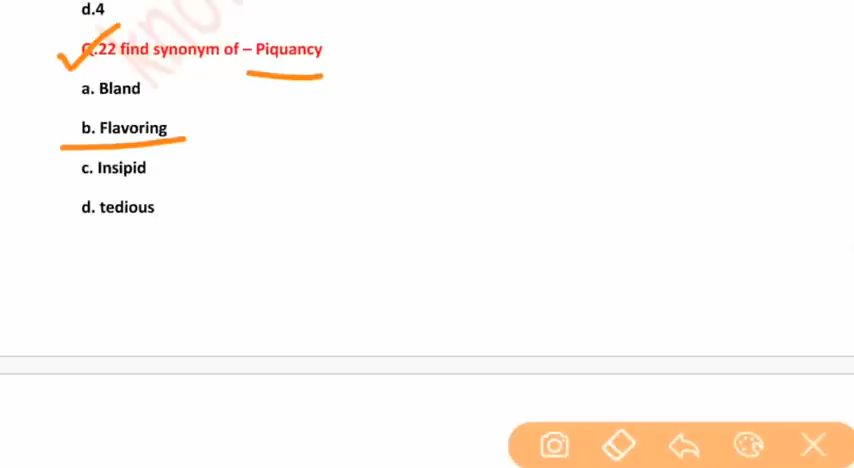 d.4
Q.22 find synonym of – Piquancy
a. Bland
b. Flavoring
c. Insipid
d. tedious